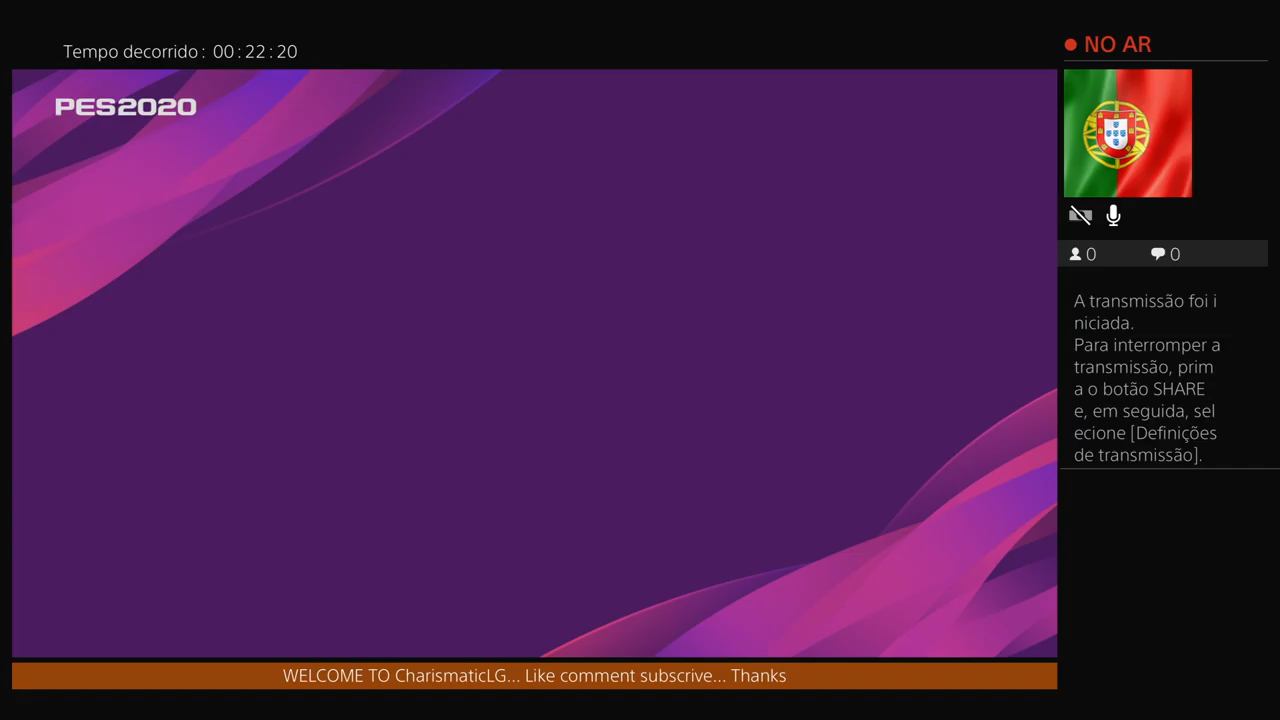 Tempo decorrido: 00:22:20
NO AR
PES2020
0 0
A transmissão foi i
niciada.
Para interromper a
transmissão, prim
a o botão SHARE
e, em seguida, sel
ecione [Definições
de transmissão].
WELCOME TO CharismaticLG... Like comment subscrive... Thanks